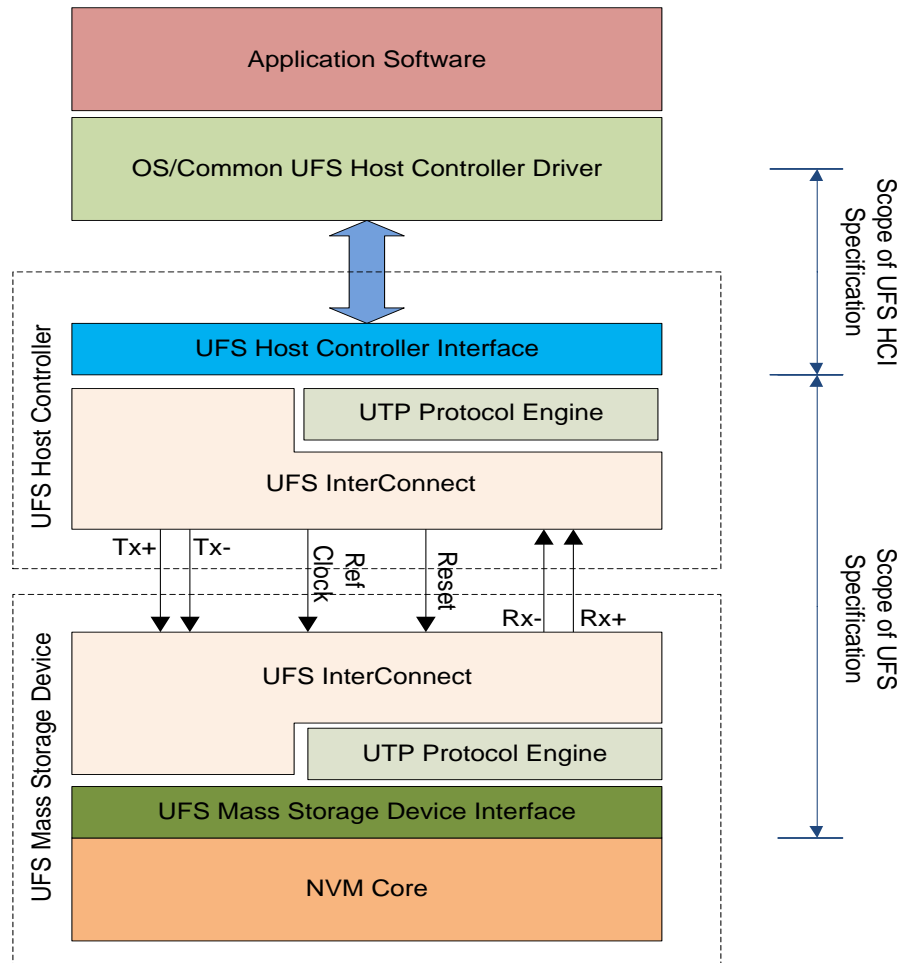 Application Software
OS/Common UFS Host Controller Driver
Scope of UFS HCI
Specification
UFS Host Controller
UFS Host Controller Interface
UTP Protocol Engine
UFS InterConnect
Tx+
Tx-
Ref
Clock
Reset
Rx-
Rx+
Scope of UFS
Specification
UFS Mass Storage Device
UFS InterConnect
UTP Protocol Engine
UFS Mass Storage Device Interface
NVM Core